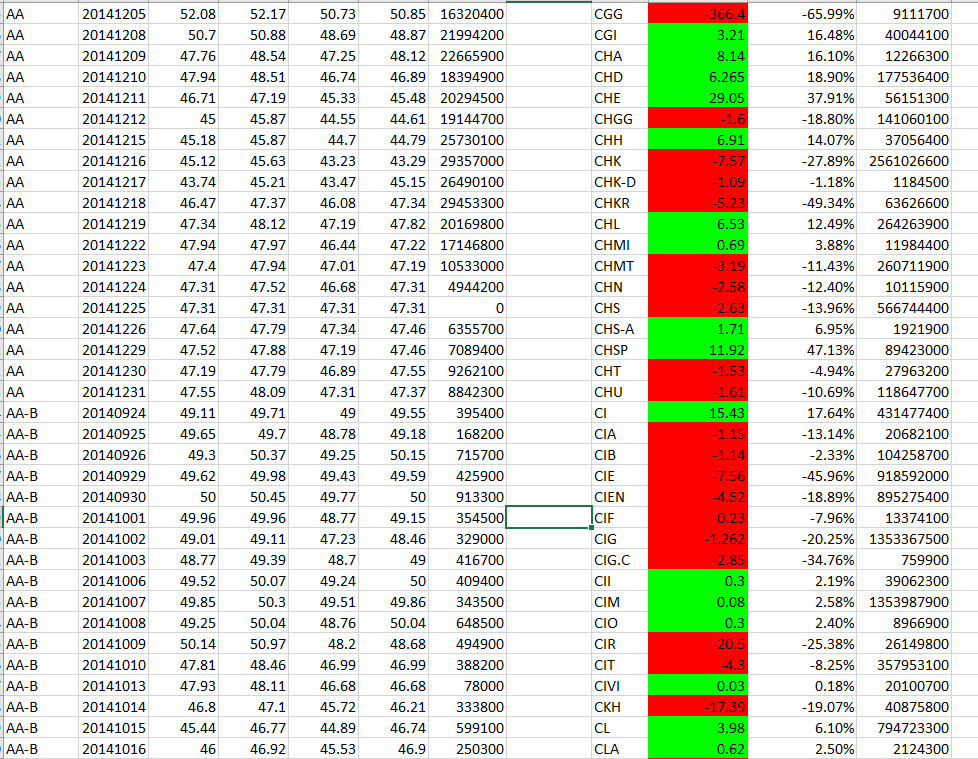 AA 20141205 52.08 52.17 50.73 50.85 16320400 CGG -366.4 -65.99% 9111700
AA 20141208 50.7 50.88 48.69 48.87 21994200 CGI 3.21 16.48% 40044100
AA 20141209 47.76 48.54 47.25 48.12 22665900 CHA 8.14 16.10% 12266300
AA 20141210 47.94 48.51 46.74 46.89 18394900 CHD 6.265 18.90% 177536400
AA 20141211 46.71 47.19 45.33 45.48 20294500 CHE 29.05 37.91% 56151300
AA 20141212 45 45.87 44.55 44.61 19144700 CHGG -1.6 -18.80% 141060100
AA 20141215 45.18 45.87 44.7 44.79 25730100 CHH 6.91 14.07% 37056400
AA 20141216 45.12 45.63 43.23 43.29 29357000 CHK -7.57 -27.89% 2561026600
AA 20141217 43.74 45.21 43.47 45.15 26490100 CHK-D -1.09 -1.18% 1184500
AA 20141218 46.47 47.37 46.08 47.34 29453300 CHKR -5.23 -49.34% 63626600
AA 20141219 47.34 48.12 47.19 47.82 20169800 CHL 6.53 12.49% 264263900
AA 20141222 47.94 47.97 46.44 47.22 17146800 CHMI 0.69 3.88% 11984400
AA 20141223 47.4 47.94 47.01 47.19 10533000 CHMT -3.19 -11.43% 260711900
AA 20141224 47.31 47.52 46.68 47.31 4944200 CHN -2.58 -12.40% 10115900
AA 20141225 47.31 47.31 47.31 47.31 0 CHS -2.63 -13.96% 566744400
AA 20141226 47.64 47.79 47.34 47.46 6355700 CHS-A 1.71 6.95% 1921900
AA 20141229 47.52 47.88 47.19 47.46 7089400 CHSP 11.92 47.13% 89423000
AA 20141230 47.19 47.79 46.89 47.55 9262100 CHT -1.53 -4.94% 27963200
AA 20141231 47.55 48.09 47.31 47.37 8842300 CHU -1.61 -10.69% 118647700
AA-B 20140924 49.11 49.71 49 49.55 395400 CI 15.43 17.64% 431477400
AA-B 20140925 49.65 49.7 48.78 49.18 168200 CIA -1.15 -13.14% 20682100
AA-B 20140926 49.3 50.37 49.25 50.15 715700 CIB -1.14 -2.33% 104258700
AA-B 20140929 49.62 49.98 49.43 49.59 425900 CIE -7.56 -45.96% 918592000
AA-B 20140930 50 50.45 49.77 50 913300 CIEN -4.52 -18.89% 895275400
AA-B 20141001 49.96 49.96 48.77 49.15 354500 CIF -0.23 -7.96% 13374100
AA-B 20141002 49.01 49.11 47.23 48.46 329000 CIG -1.262 -20.25% 1353367500
AA-B 20141003 48.77 49.39 48.7 49 416700 CIG.C -2.85 -34.76% 759900
AA-B 20141006 49.52 50.07 49.24 50 409400 CII 0.3 2.19% 39062300
AA-B 20141007 49.85 50.3 49.51 49.86 343500 CIM 0.08 2.58% 1353987900
AA-B 20141008 49.25 50.04 48.76 50.04 648500 CIO 0.3 2.40% 8966900
AA-B 20141009 50.14 50.97 48.2 48.68 494900 CIR -20.5 -25.38% 26149800
AA-B 20141010 47.81 48.46 46.99 46.99 388200 CIT -4.3 -8.25% 357953100
AA-B 20141013 47.93 48.11 46.68 46.68 78000 CIVI 0.03 0.18% 20100700
AA-B 20141014 46.8 47.1 45.72 46.21 333800 CKH -17.39 -19.07% 40875800
AA-B 20141015 45.44 46.77 44.89 46.74 599100 CL 3.98 6.10% 794723300
AA-B 20141016 46 46.92 45.53 46.9 250300 CLA 0.62 2.50% 2124300